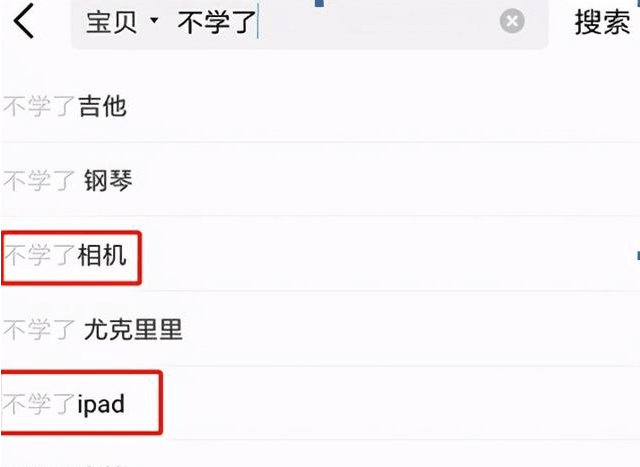 宝贝 不学了 搜索
不学了吉他
不学了 钢琴
不学了相机
不学了 尤克里里
不学了ipad